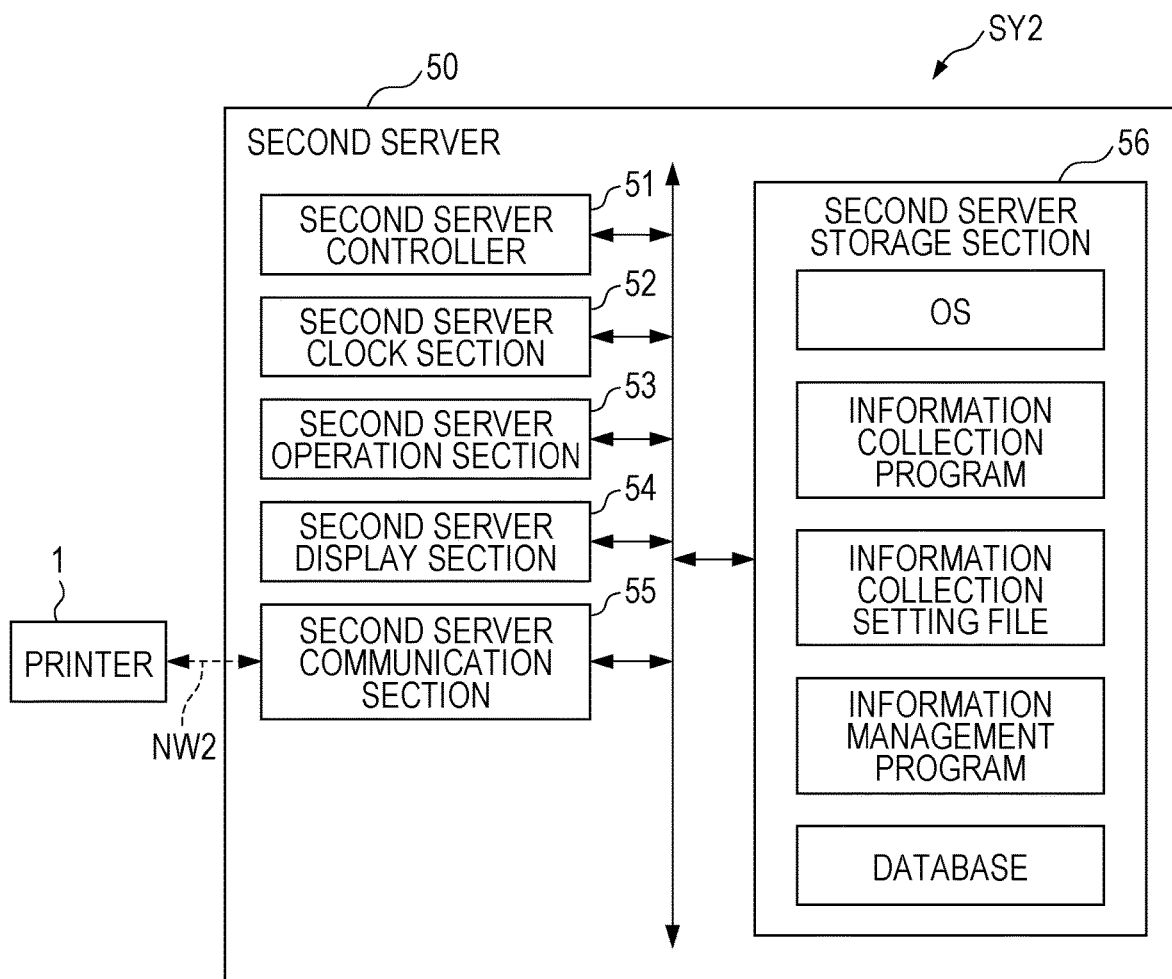 SY2
50
SECOND SERVER
51
SECOND SERVER
CONTROLLER
52
SECOND SERVER
CLOCK SECTION
53
SECOND SERVER
OPERATION SECTION
54
SECOND SERVER
DISPLAY SECTION
55
SECOND SERVER
COMMUNICATION
SECTION
1
PRINTER
NW2
56
SECOND SERVER
STORAGE SECTION
OS
INFORMATION
COLLECTION
PROGRAM
INFORMATION
COLLECTION
SETTING FILE
INFORMATION
MANAGEMENT
PROGRAM
DATABASE